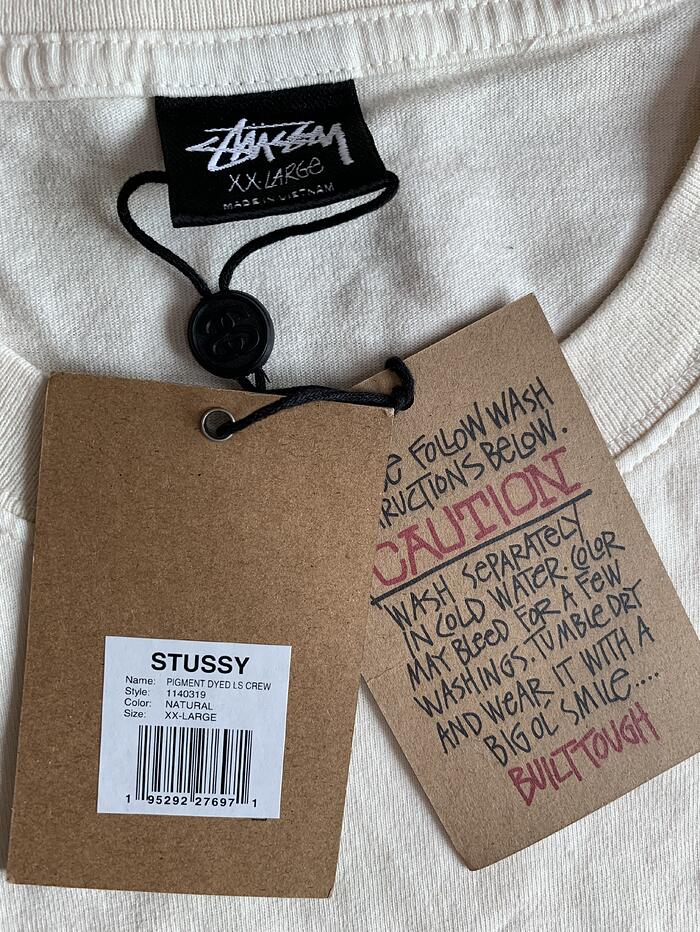 STÜSSY
XX-LARGE
MADE IN VIETNAM
FOLLOW WASH
BELOW.
CAUTION
WASH SEPARATELY
IN COLD WATER. COLOR
MAY BLEED FOR A FEW
WASHINGS. TUMBLE DRY
AND WEAR IT WITH A
BIG OL' SMILE....
BUILT TOUGH
STUSSY
Name: PIGMENT DYED LS CREW
Style: 1140319
Color: NATURAL
Size: XX-LARGE
1 95292 27697 1